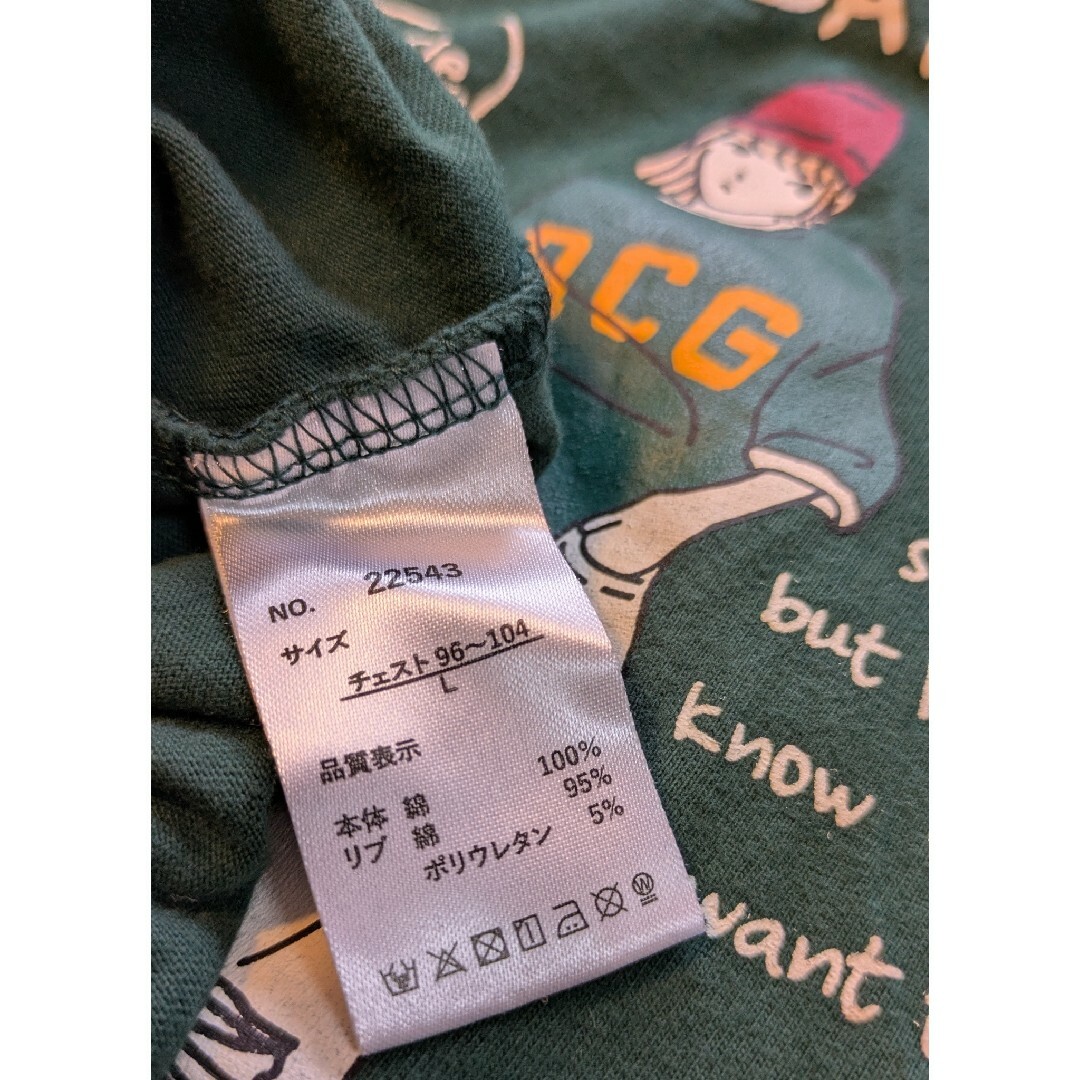 ACG
but
know
want
NO. 22543
サイズ チェスト 96~104
L
品質表示
本体 綿 100%
リブ 綿 95%
ポリウレタン 5%
W